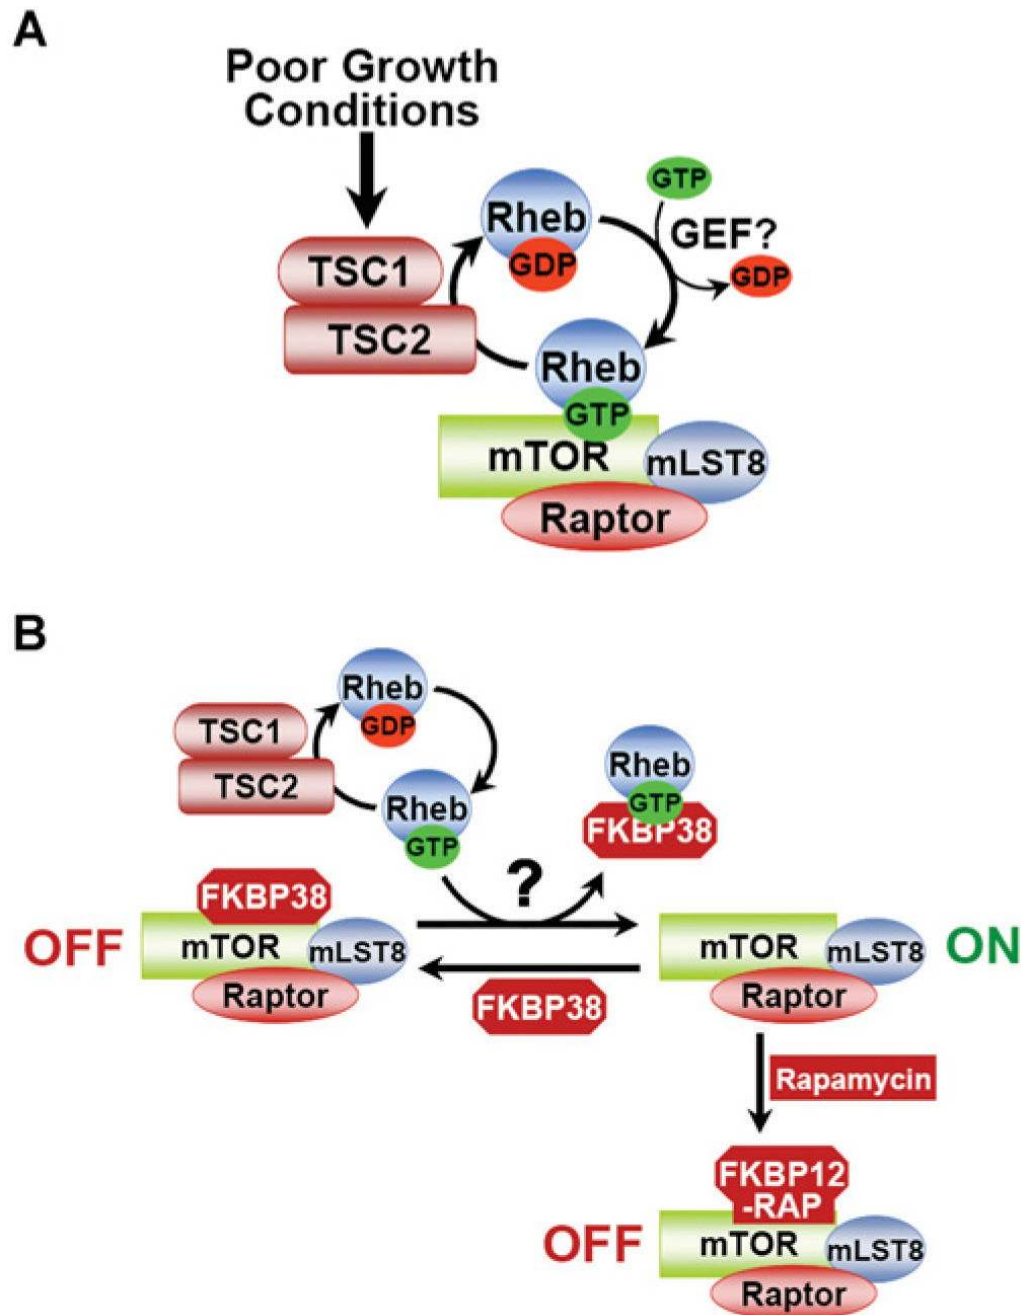 A
Poor Growth
Conditions
GTP
Rheb
GEF?
TSC1
GDP
GDP
TSC2
Rheb
GTP
mTOR
mLST8
Raptor
B
Rheb
TSC1
GDP
Rheb
TSC2
Rheb
GTP
GTP
FKBP38
?
FKBP38
OFF
mTOR
mLST8
mTOR
mLST8
ON
Raptor
FKBP38
Raptor
Rapamycin
FKBP12
-RAP
OFF
mTOR
mLST8
Raptor